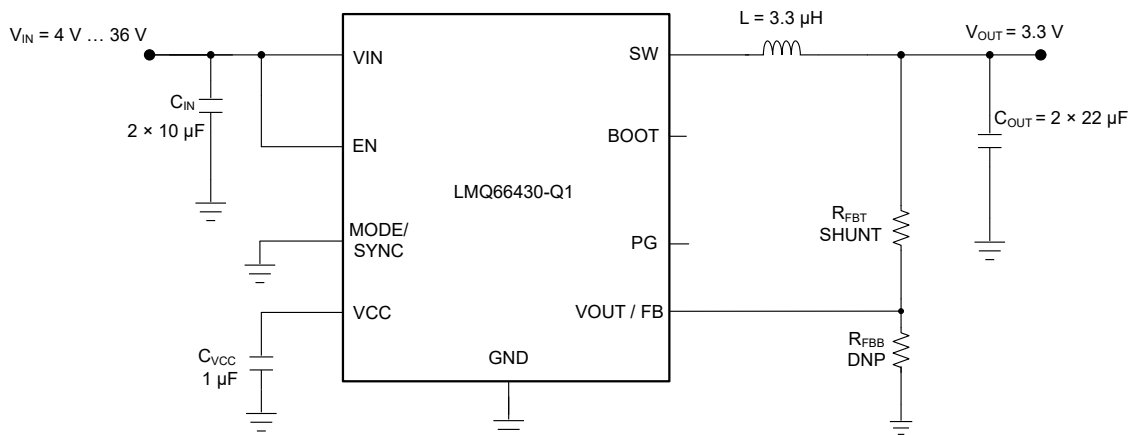 L = 3.3 µH
V_IN = 4 V … 36 V
V_OUT = 3.3 V
VIN
SW
C_IN
2 × 10 µF
C_OUT = 2 × 22 µF
EN
BOOT
LMQ66430-Q1
MODE/
SYNC
PG
R_FBT
SHUNT
VCC
VOUT / FB
C_VCC
1 µF
GND
R_FBB
DNP